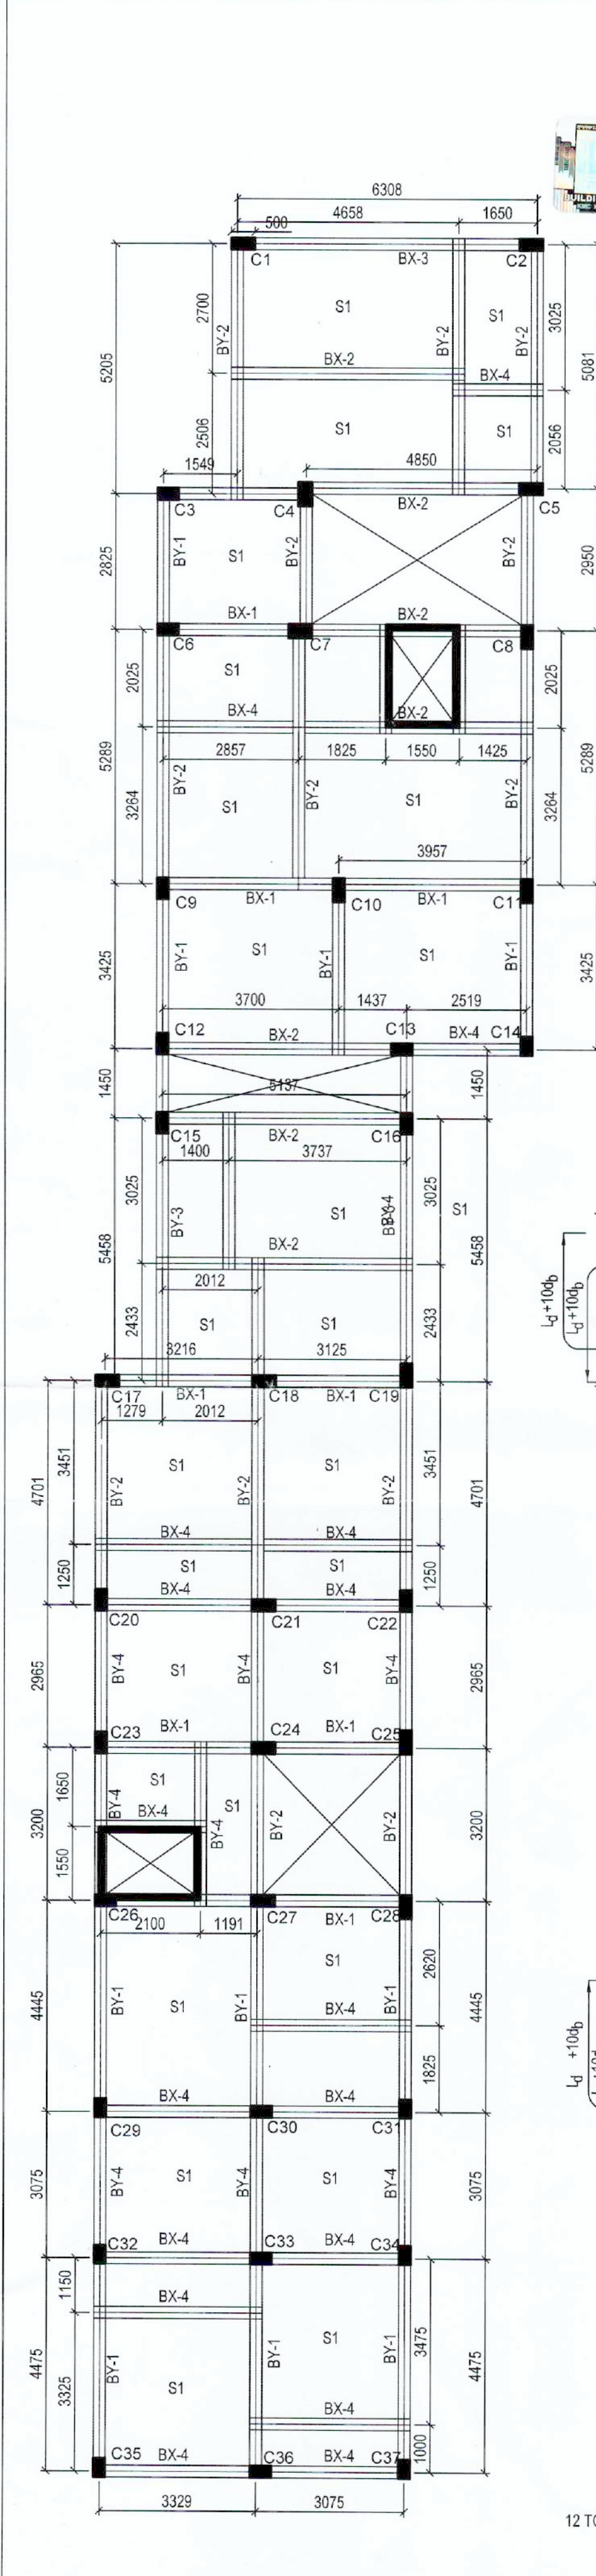 6308
4658 1650
500
C1 BX-3 C2
2700 BY-2 S1 BY-2 S1 BY-2 3025
5205 5081
BX-2 BX-4
2506 S1 S1 2056
1549 4850
C3 C4 BX-2 C5
2825 BY-1 S1 BY-2 BY-2 2950
BX-1 BX-2
C6 C7 C8
2025 S1 2025
BX-4 BX-2
5289 2857 1825 1550 1425 5289
3264 BY-2 S1 BY-2 S1 BY-2 3264
3957
C9 BX-1 C10 BX-1 C11
3425 BY-1 S1 BY-1 S1 BY-1 3425
3700 1437 2519
C12 BX-2 C13 BX-4 C14
1450 5137 1450
C15 BX-2 C16
1400 3737
3025 BY-3 S1 BY-4 3025 S1
5458 BX-2 5458
2012
2433 S1 S1 2433
3216 3125
C17 BX-1 C18 BX-1 C19
1279 2012
3451 S1 S1 3451
4701 BY-2 BY-2 BY-2 4701
BX-4 BX-4
1250 S1 S1 1250
BX-4 BX-4
C20 C21 C22
2965 BY-4 S1 BY-4 S1 BY-4 2965
BX-1 BX-1
C23 C24 C25
1650 S1 S1
3200 BY-4 BX-4 BY-4 BY-2 BY-2 3200
1550
C26 C27 BX-1 C28
2100 1191
S1 2620
4445 BY-1 S1 BY-1 BX-4 BY-1 4445
1825
BX-4 BX-4
C29 C30 C31
3075 BY-4 S1 BY-4 S1 BY-4 3075
BX-4 BX-4
C32 C33 C34
1150 BX-4
4475 BY-1 BY-1 S1 BY-1 3475 4475
3325 S1
BX-4 1000
C35 BX-4 C36 BX-4 C37
3329 3075
Ld +10db
Ld +10db
Ld +10db
12 TO